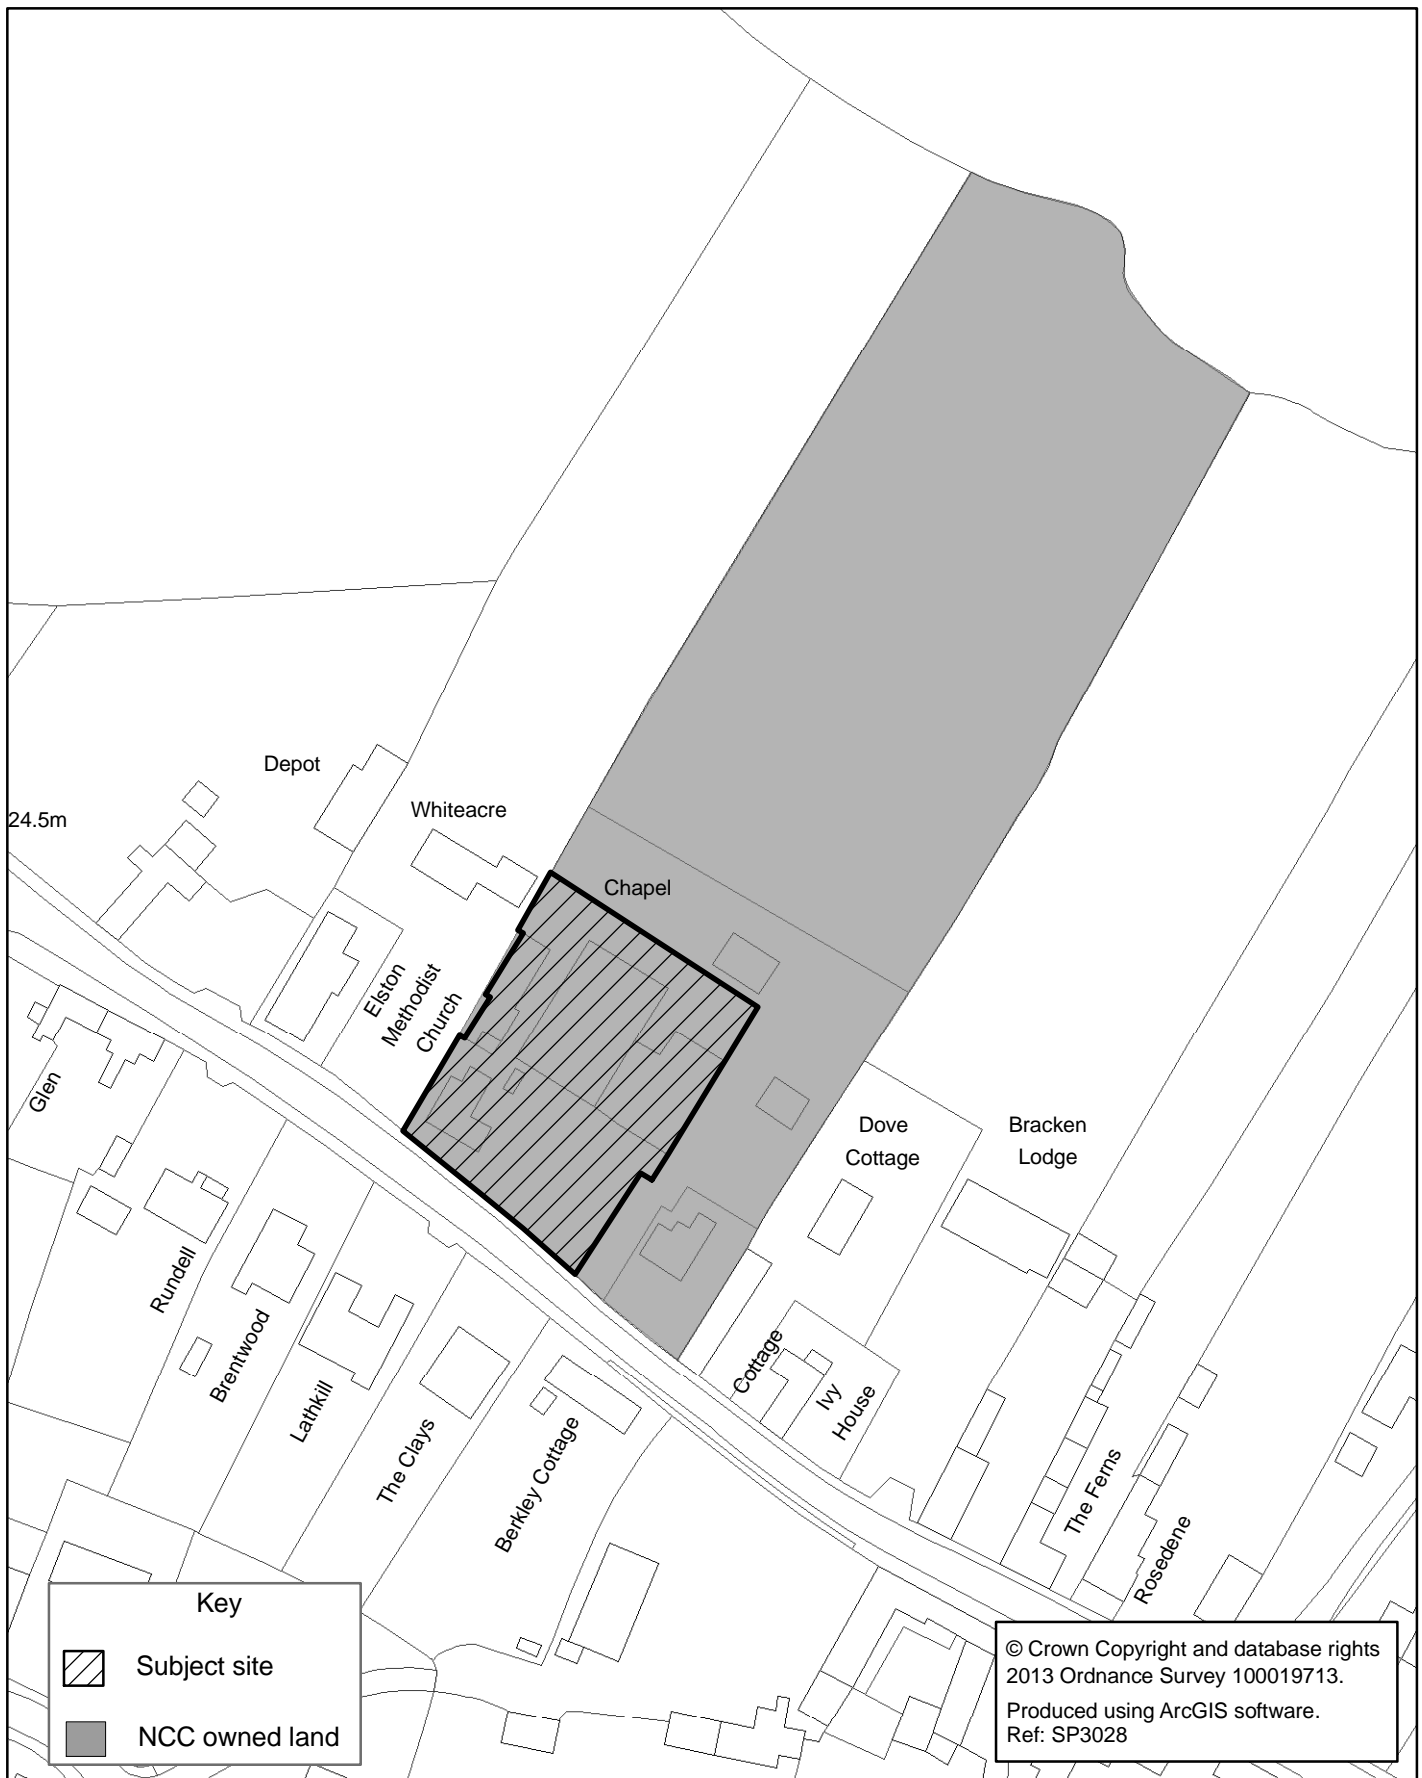 Depot
Whiteacre
24.5m
Chapel
Elston
Methodist
Church
Glen
Dove
Cottage
Bracken
Lodge
Rundell
Brentwood
Lathkill
The Clays
Berkley Cottage
Cottage
Ivy
House
The Ferns
Rosedene
Key
Subject site
NCC owned land
© Crown Copyright and database rights
2013 Ordnance Survey 100019713.
Produced using ArcGIS software.
Ref: SP3028